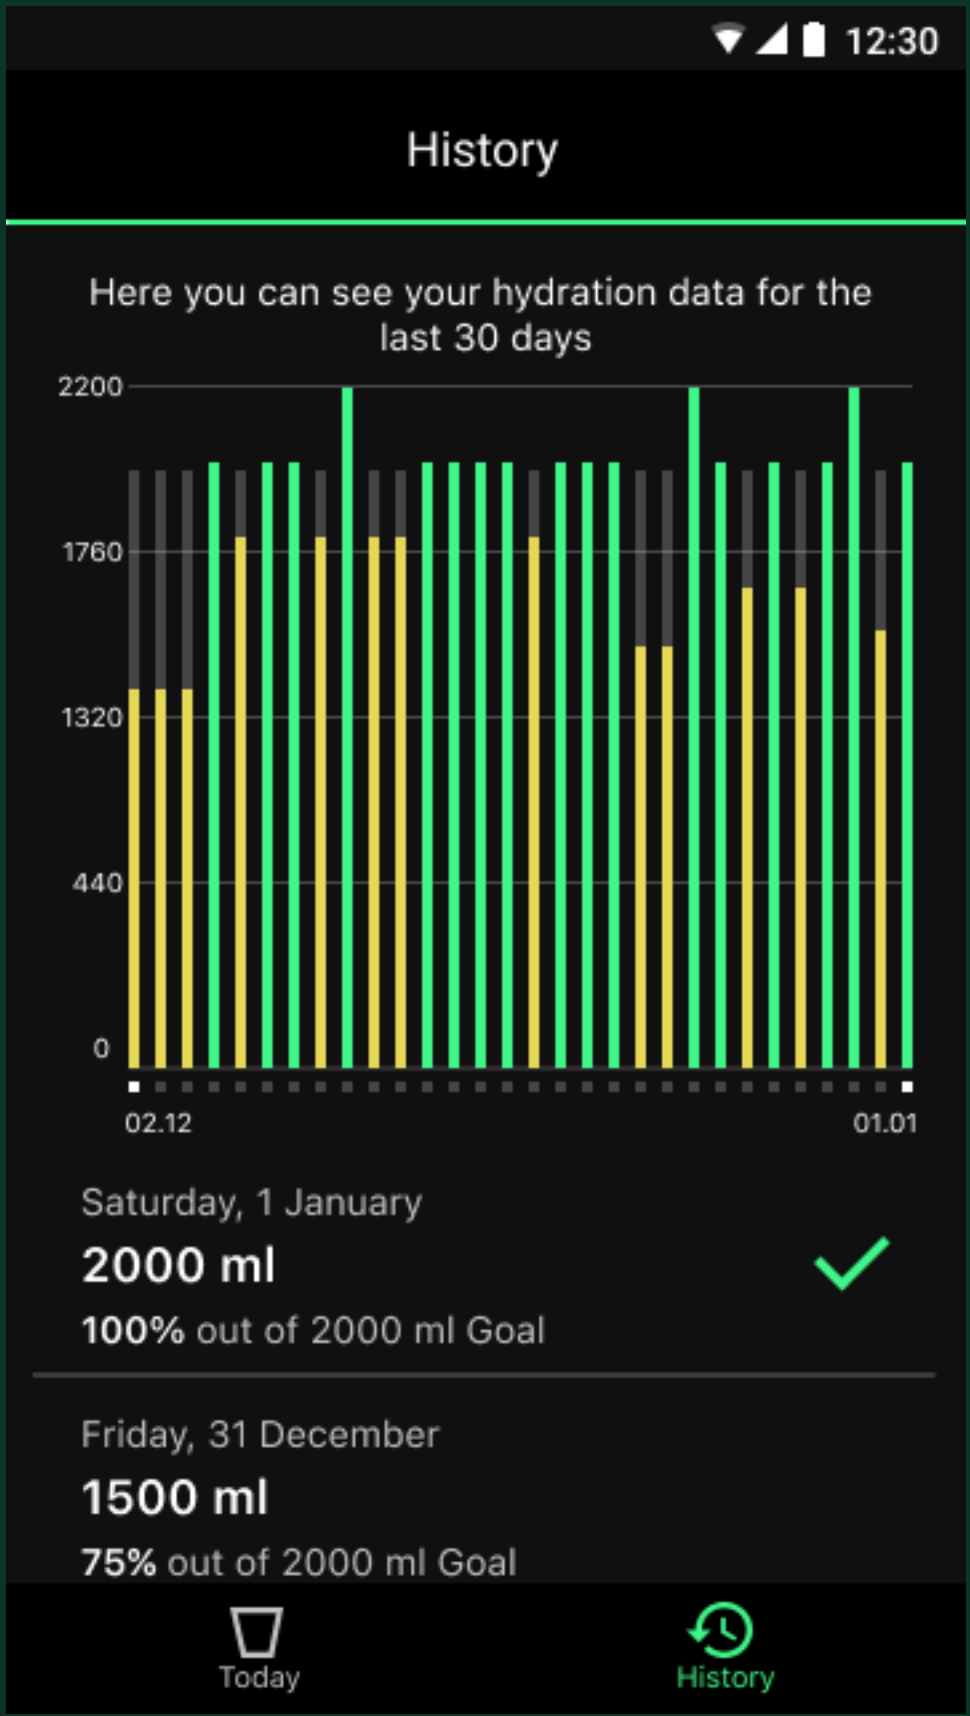 12:30
History
Here you can see your hydration data for the
last 30 days
2200
1760
1320
440
0
02.12
01.01
Saturday, 1 January
2000 ml
100% out of 2000 ml Goal
Friday, 31 December
1500 ml
75% out of 2000 ml Goal
Today
History